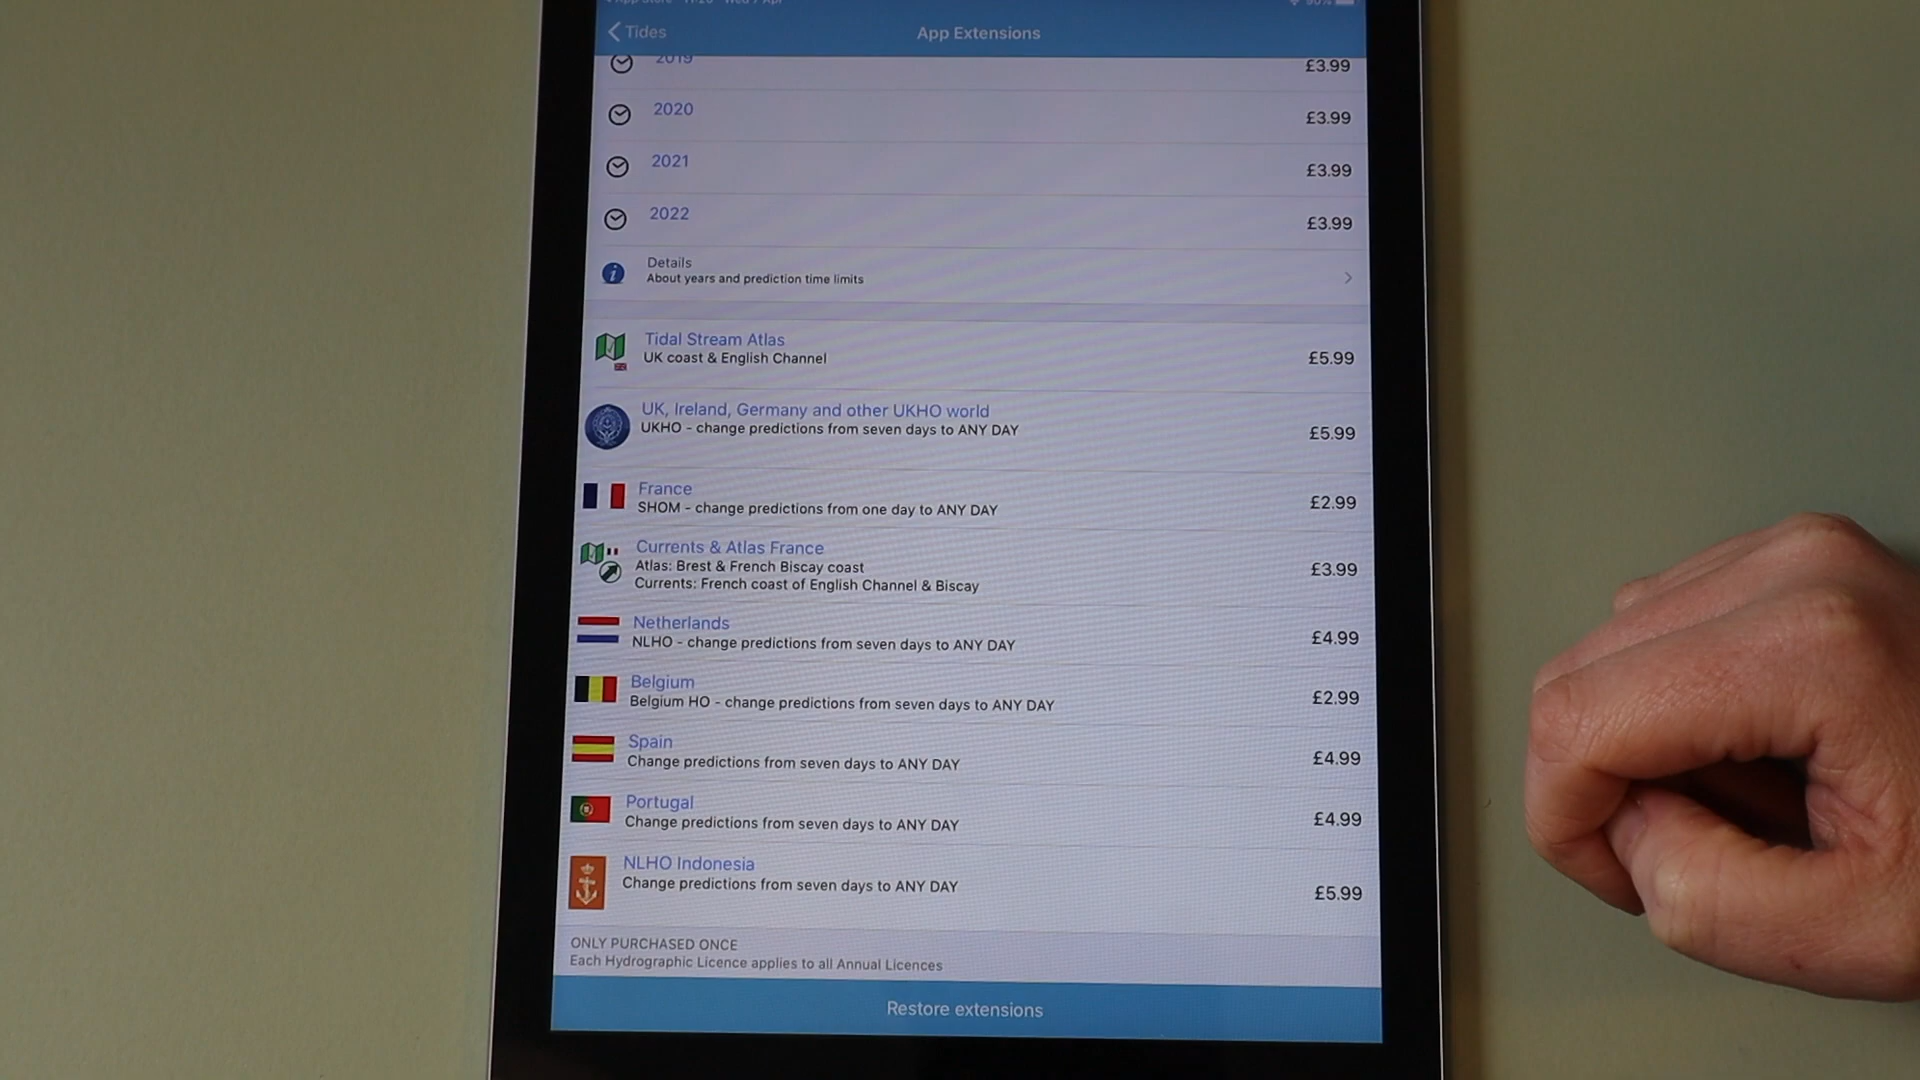 Tides
App Extensions
2019
£3.99
2020
£3.99
2021
£3.99
2022
£3.99
Details
About years and prediction time limits
Tidal Stream Atlas
UK coast & English Channel
£5.99
UK, Ireland, Germany and other UKHO world
UKHO - change predictions from seven days to ANY DAY
£5.99
France
SHOM - change predictions from one day to ANY DAY
£2.99
Currents & Atlas France
Atlas: Brest & French Biscay coast
Currents: French coast of English Channel & Biscay
£3.99
Netherlands
NLHO - change predictions from seven days to ANY DAY
£4.99
Belgium
Belgium HO - change predictions from seven days to ANY DAY
£2.99
Spain
Change predictions from seven days to ANY DAY
£4.99
Portugal
Change predictions from seven days to ANY DAY
£4.99
NLHO Indonesia
Change predictions from seven days to ANY DAY
£5.99
ONLY PURCHASED ONCE
Each Hydrographic Licence applies to all Annual Licences
Restore extensions